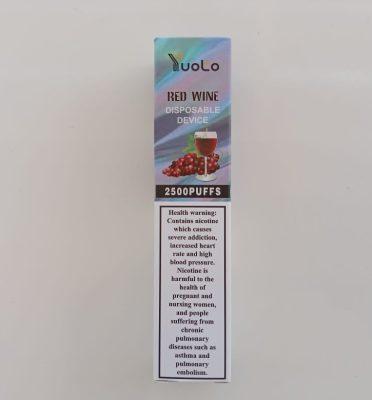 YuoLo
RED WINE
DISPOSABLE
DEVICE
2500PUFFS
Health warning:
Contains nicotine
which causes
severe addiction,
increased heart
rate and high
blood pressure.
Nicotine is
harmful to the
health of
pregnant and
nursing women,
and people
suffering from
chronic
pulmonary
diseases such as
asthma and
pulmonary
embolism.